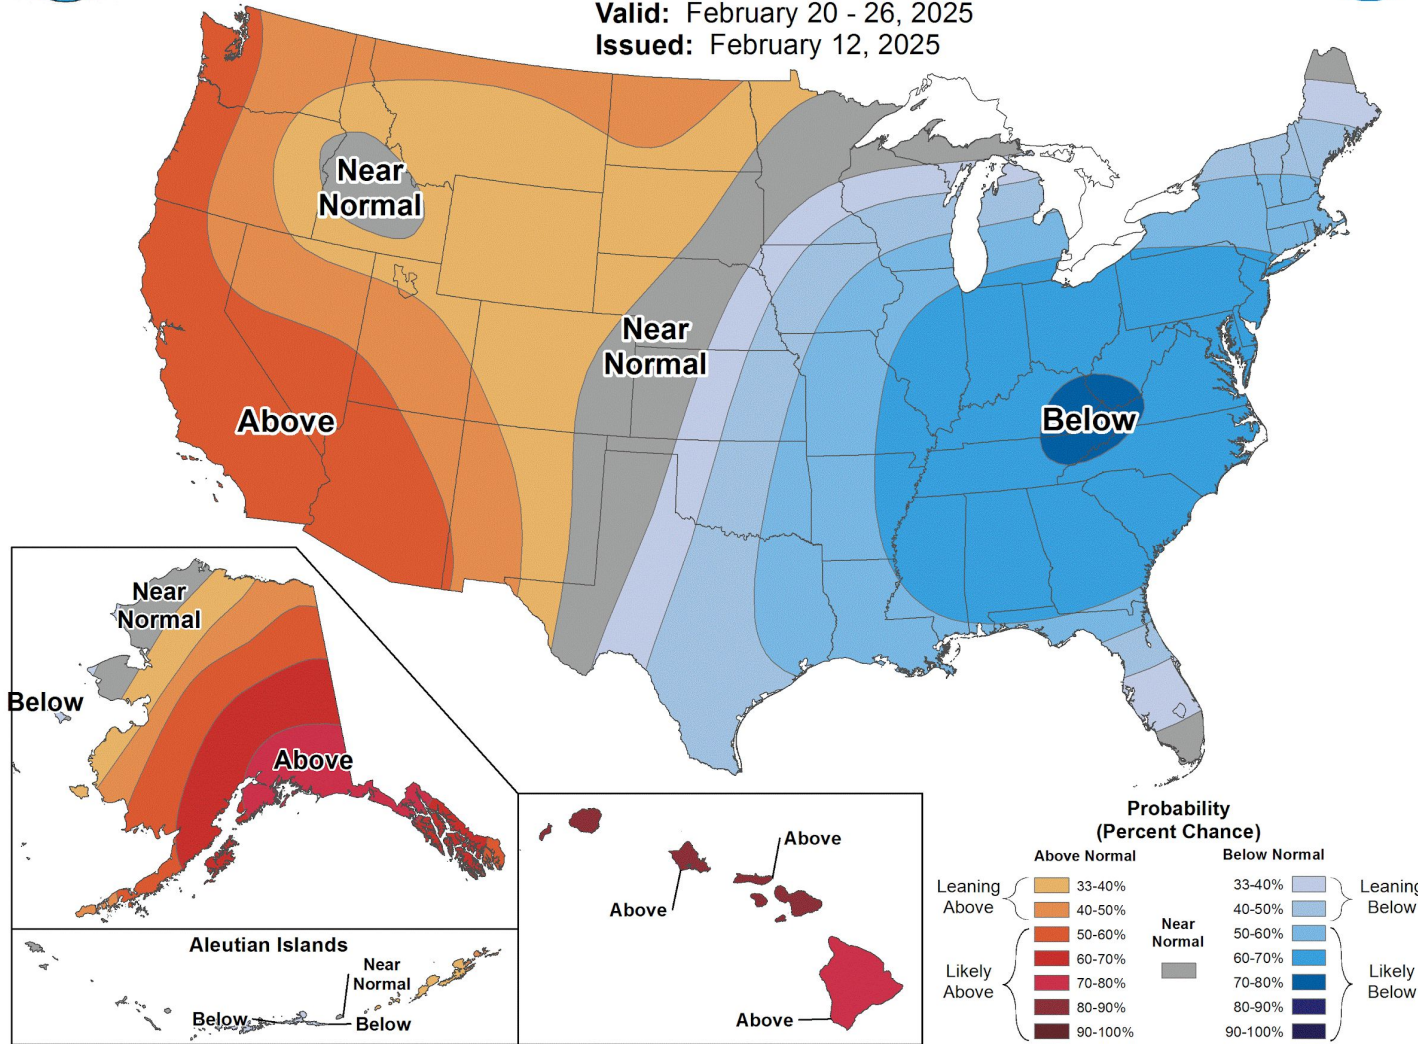 Valid: February 20 - 26, 2025
Issued: February 12, 2025
Near
Normal
Near
Normal
Above
Below
Near
Normal
Below
Above
Aleutian Islands
Near
Normal
Below
Below
Above
Above
Above
Probability
(Percent Chance)
Above Normal
Below Normal
Leaning
Above
33-40%
40-50%
Likely
Above
50-60%
60-70%
70-80%
80-90%
90-100%
Near
Normal
33-40%
40-50%
Leaning
Below
50-60%
60-70%
70-80%
80-90%
90-100%
Likely
Below